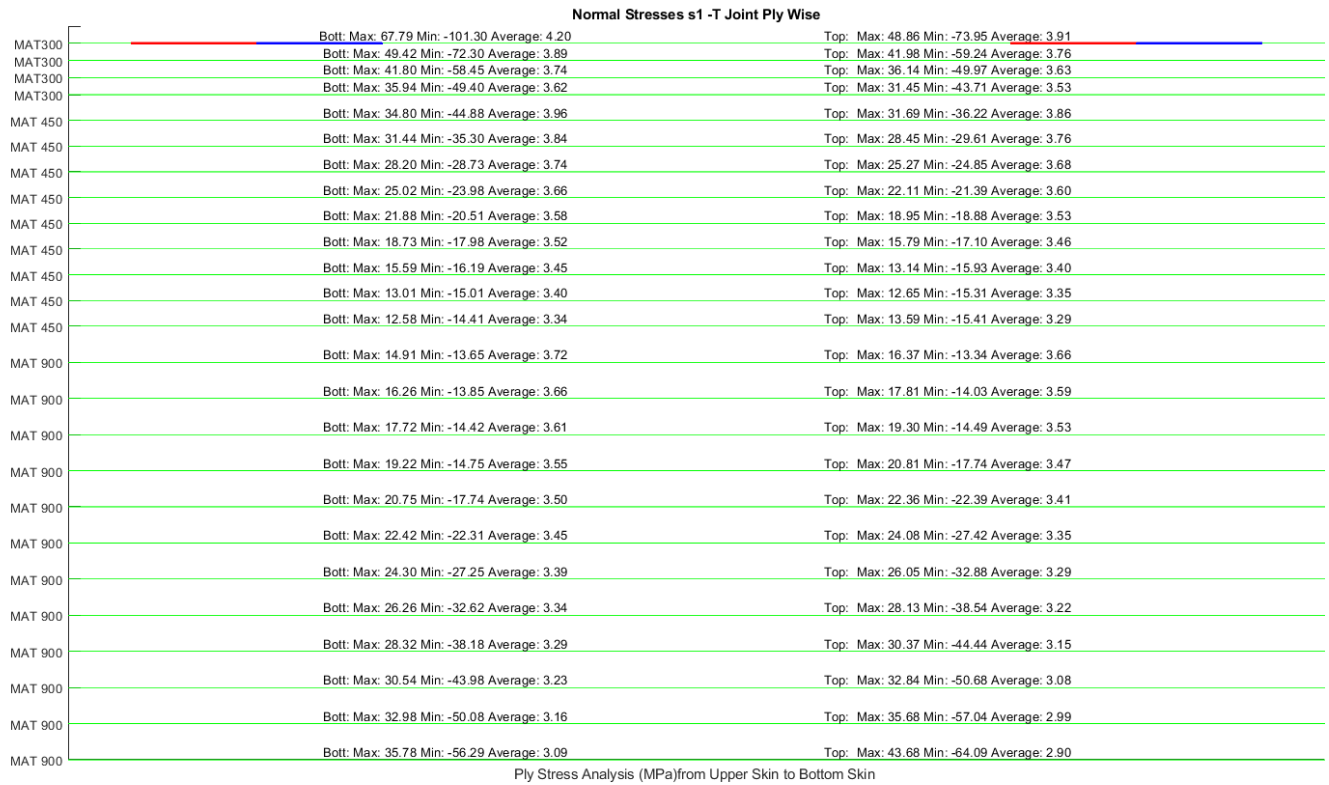 Normal Stresses s1 -T Joint Ply Wise
MAT300 Bott: Max: 67.79 Min: -101.30 Average: 4.20 Top: Max: 48.86 Min: -73.95 Average: 3.91
MAT300 Bott: Max: 49.42 Min: -72.30 Average: 3.89 Top: Max: 41.98 Min: -59.24 Average: 3.76
MAT300 Bott: Max: 41.80 Min: -58.45 Average: 3.74 Top: Max: 36.14 Min: -49.97 Average: 3.63
MAT300 Bott: Max: 35.94 Min: -49.40 Average: 3.62 Top: Max: 31.45 Min: -43.71 Average: 3.53
MAT 450 Bott: Max: 34.80 Min: -44.88 Average: 3.96 Top: Max: 31.69 Min: -36.22 Average: 3.86
MAT 450 Bott: Max: 31.44 Min: -35.30 Average: 3.84 Top: Max: 28.45 Min: -29.61 Average: 3.76
MAT 450 Bott: Max: 28.20 Min: -28.73 Average: 3.74 Top: Max: 25.27 Min: -24.85 Average: 3.68
MAT 450 Bott: Max: 25.02 Min: -23.98 Average: 3.66 Top: Max: 22.11 Min: -21.39 Average: 3.60
MAT 450 Bott: Max: 21.88 Min: -20.51 Average: 3.58 Top: Max: 18.95 Min: -18.88 Average: 3.53
MAT 450 Bott: Max: 18.73 Min: -17.98 Average: 3.52 Top: Max: 15.79 Min: -17.10 Average: 3.46
MAT 450 Bott: Max: 15.59 Min: -16.19 Average: 3.45 Top: Max: 13.14 Min: -15.93 Average: 3.40
MAT 450 Bott: Max: 13.01 Min: -15.01 Average: 3.40 Top: Max: 12.65 Min: -15.31 Average: 3.35
MAT 450 Bott: Max: 12.58 Min: -14.41 Average: 3.34 Top: Max: 13.59 Min: -15.41 Average: 3.29
MAT 900 Bott: Max: 14.91 Min: -13.65 Average: 3.72 Top: Max: 16.37 Min: -13.34 Average: 3.66
MAT 900 Bott: Max: 16.26 Min: -13.85 Average: 3.66 Top: Max: 17.81 Min: -14.03 Average: 3.59
MAT 900 Bott: Max: 17.72 Min: -14.42 Average: 3.61 Top: Max: 19.30 Min: -14.49 Average: 3.53
MAT 900 Bott: Max: 19.22 Min: -14.75 Average: 3.55 Top: Max: 20.81 Min: -17.74 Average: 3.47
MAT 900 Bott: Max: 20.75 Min: -17.74 Average: 3.50 Top: Max: 22.36 Min: -22.39 Average: 3.41
MAT 900 Bott: Max: 22.42 Min: -22.31 Average: 3.45 Top: Max: 24.08 Min: -27.42 Average: 3.35
MAT 900 Bott: Max: 24.30 Min: -27.25 Average: 3.39 Top: Max: 26.05 Min: -32.88 Average: 3.29
MAT 900 Bott: Max: 26.26 Min: -32.62 Average: 3.34 Top: Max: 28.13 Min: -38.54 Average: 3.22
MAT 900 Bott: Max: 28.32 Min: -38.18 Average: 3.29 Top: Max: 30.37 Min: -44.44 Average: 3.15
MAT 900 Bott: Max: 30.54 Min: -43.98 Average: 3.23 Top: Max: 32.84 Min: -50.68 Average: 3.08
MAT 900 Bott: Max: 32.98 Min: -50.08 Average: 3.16 Top: Max: 35.68 Min: -57.04 Average: 2.99
MAT 900 Bott: Max: 35.78 Min: -56.29 Average: 3.09 Top: Max: 43.68 Min: -64.09 Average: 2.90
Ply Stress Analysis (MPa)from Upper Skin to Bottom Skin